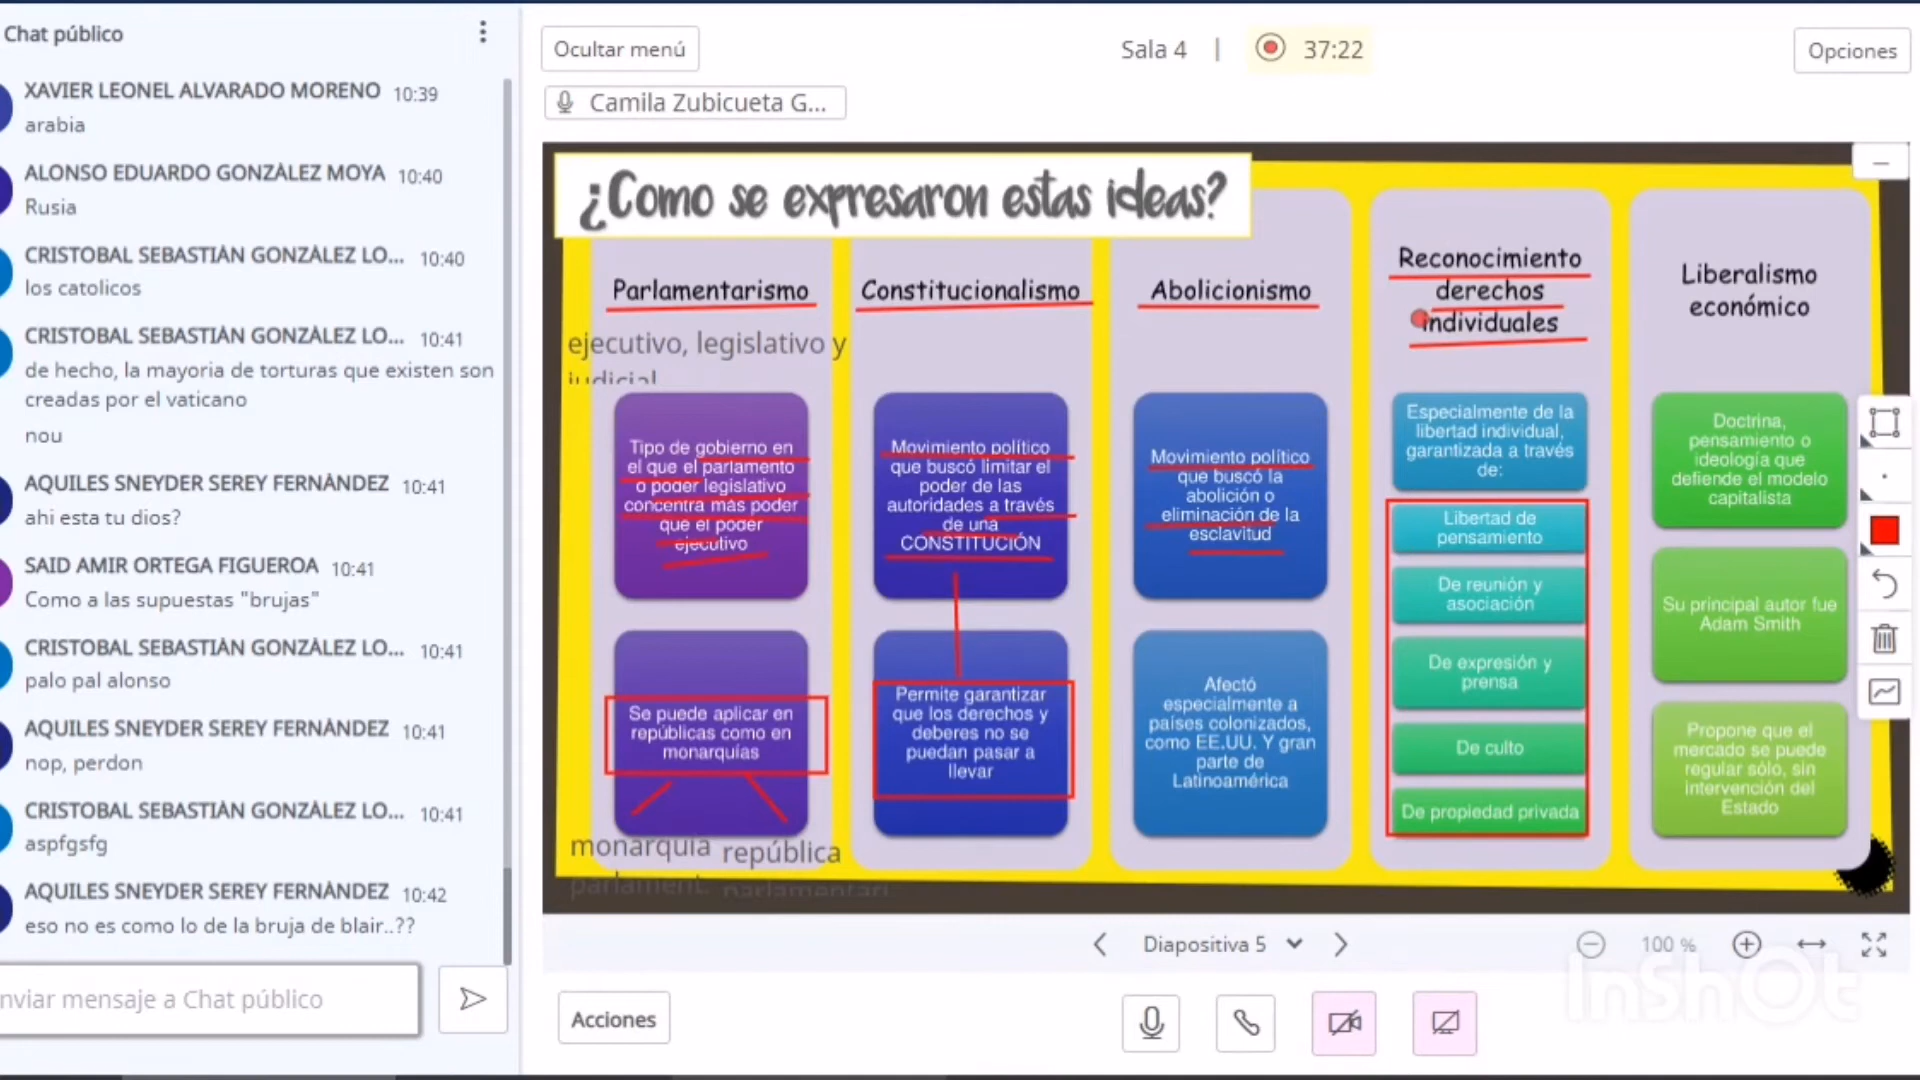 Chat público
XAVIER LEONEL ALVARADO MORENO 10:39
arabia
ALONSO EDUARDO GONZÁLEZ MOYA 10:40
Rusia
CRISTOBAL SEBASTIÁN GONZÁLEZ LO... 10:40
los catolicos
CRISTOBAL SEBASTIÁN GONZÁLEZ LO... 10:41
de hecho, la mayoria de torturas que existen son
creadas por el vaticano
nou
AQUILES SNEYDER SEREY FERNÁNDEZ 10:41
ahi esta tu dios?
SAID AMIR ORTEGA FIGUEROA 10:41
Como a las supuestas "brujas"
CRISTOBAL SEBASTIÁN GONZÁLEZ LO... 10:41
palo pal alonso
AQUILES SNEYDER SEREY FERNÁNDEZ 10:41
nop, perdon
CRISTOBAL SEBASTIÁN GONZÁLEZ LO... 10:41
aspfgsfg
AQUILES SNEYDER SEREY FERNÁNDEZ 10:42
eso no es como lo de la bruja de blair..??
nviar mensaje a Chat público
Ocultar menú
Sala 4 | 37:22
Opciones
Camila Zubicueta G...
¿Como se expresaron estas ideas?
Parlamentarismo
ejecutivo, legislativo y
judicial
Tipo de gobierno en
el que el parlamento
o poder legislativo
concentra más poder
que el poder
ejecutivo
Se puede aplicar en
repúblicas como en
monarquías
monarquia
parlament.
república
parlamentari
Constitucionalismo
Movimiento político
que buscó limitar el
poder de las
autoridades a través
de una
CONSTITUCIÓN
Permite garantizar
que los derechos y
deberes no se
puedan pasar a
llevar
Abolicionismo
Movimiento político
que buscó la
abolición o
eliminación de la
esclavitud
Afectó
especialmente a
países colonizados,
como EE.UU. Y gran
parte de
Latinoamérica
Reconocimiento
derechos
individuales
Especialmente de la
libertad individual,
garantizada a través
de:
Libertad de
pensamiento
De reunión y
asociación
De expresión y
prensa
De culto
De propiedad privada
Liberalismo
económico
Doctrina,
pensamiento o
ideología que
defiende el modelo
capitalista
Su principal autor fue
Adam Smith
Propone que el
mercado se puede
regular sólo, sin
intervención del
Estado
Diapositiva 5
100 %
InShOt
Acciones